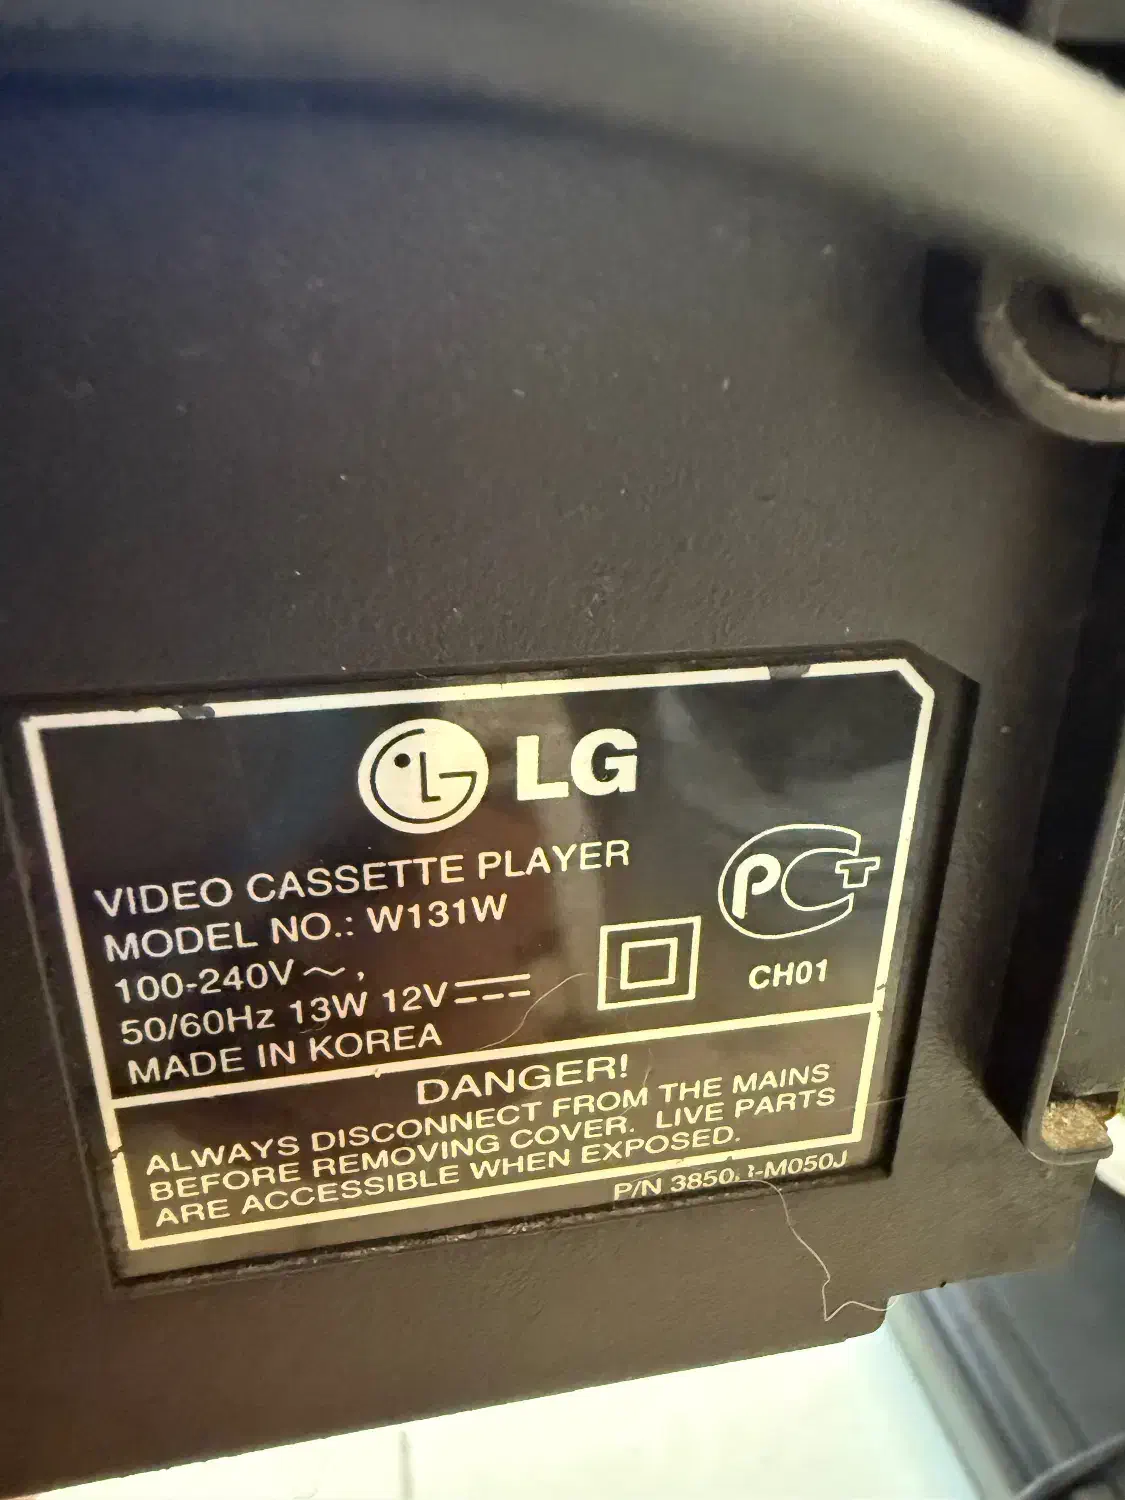 LG
VIDEO CASSETTE PLAYER
MODEL NO.: W131W
100-240V ~ ,
50/60Hz 13W 12V ⎓
MADE IN KOREA
PCT
CH01
DANGER!
ALWAYS DISCONNECT FROM THE MAINS
BEFORE REMOVING COVER. LIVE PARTS
ARE ACCESSIBLE WHEN EXPOSED.
P/N